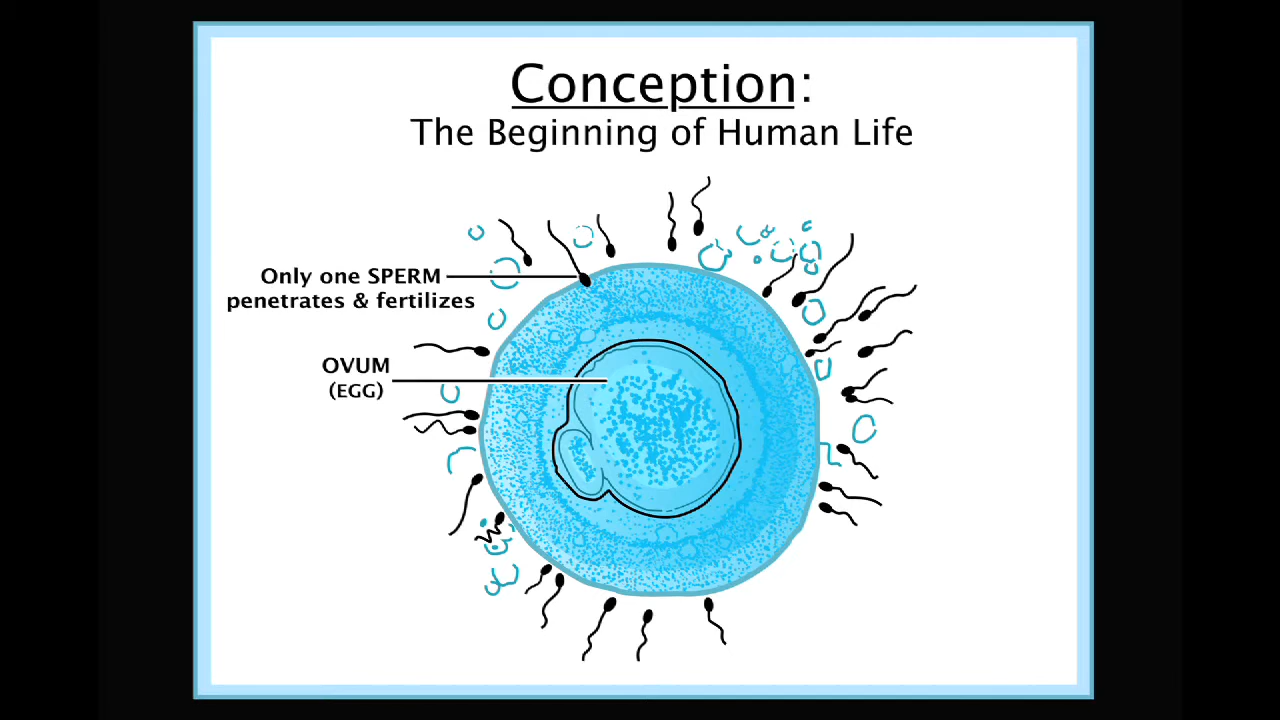 Conception:
The Beginning of Human Life
Only one SPERM
penetrates & fertilizes
OVUM
(EGG)